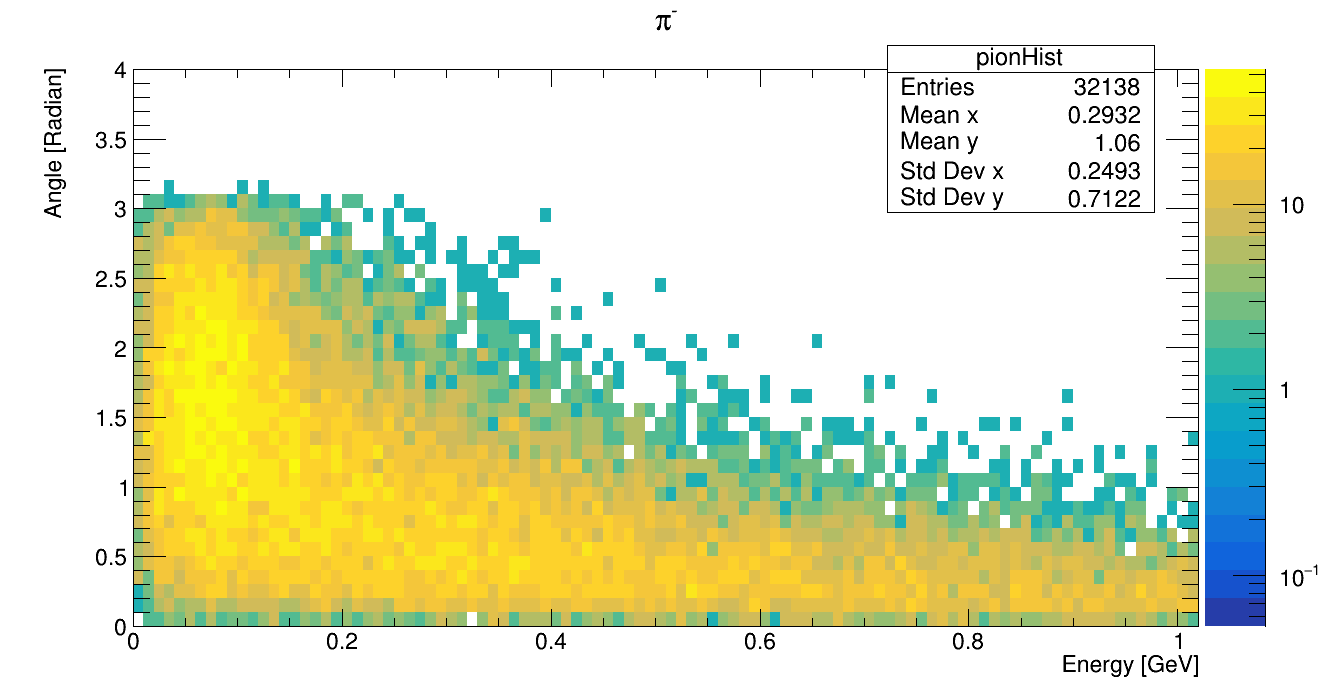 π-
pionHist
Entries 32138
Mean x 0.2932
Mean y 1.06
Std Dev x 0.2493
Std Dev y 0.7122
Angle [Radian]
4
3.5
3
2.5
2
1.5
1
0.5
0
0 0.2 0.4 0.6 0.8 1
Energy [GeV]
10
1
10⁻¹